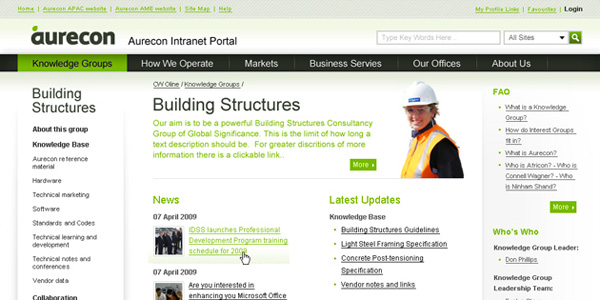 Home | Aurecon APAC website | Aurecon AME website | Site Map | Help
My Profile Links | Favourites | Login
aurecon
Aurecon Intranet Portal
Type Key Words Here...
All Sites
Knowledge Groups
How We Operate
Markets
Business Servies
Our Offices
About Us
Building
Structures
About this group
Knowledge Base
Aurecon reference
material
Hardware
Technical marketing
Software
Standards and Codes
Technical learning and
development
Technical notes and
conferences
Vendor data
Collaboration
CW Oline / Knowledge Groups /
Building Structures
Our aim is to be a powerful Building Structures Consultancy
Group of Global Significance. This is the limit of how long a
text description should be. For greater discritions of more
information there is a clickable link..
More
News
07 April 2009
IDSS launches Professional
Development Program training
schedule for 2009
07 April 2009
Are you interested in
enhancing you Microsoft Office
Latest Updates
Knowledge Base
Building Structures Guidelines
Light Steel Framing Specification
Concrete Post-tensioning
Specification
Vendor notes and links
FAQ
What is a Knowledge
Group?
How do Interest Groups
fit in?
What is Aurecon?
Who is Africon? - Who is
Connell Wagner? - Who
is Ninham Shand?
More
Who's Who
Knowledge Group Leader:
Don Phillips
Knowledge Group
Leadership Team: